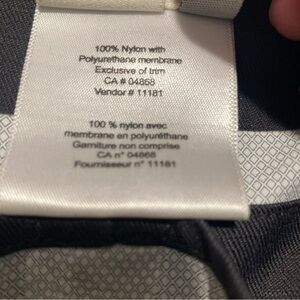 100% Nylon with
Polyurethane membrane
Exclusive of trim
CA # 04868
Vendor # 11181
100 % nylon avec
membrane en polyuréthane
Garniture non comprise
CA n° 04868
Fournisseur n° 11181